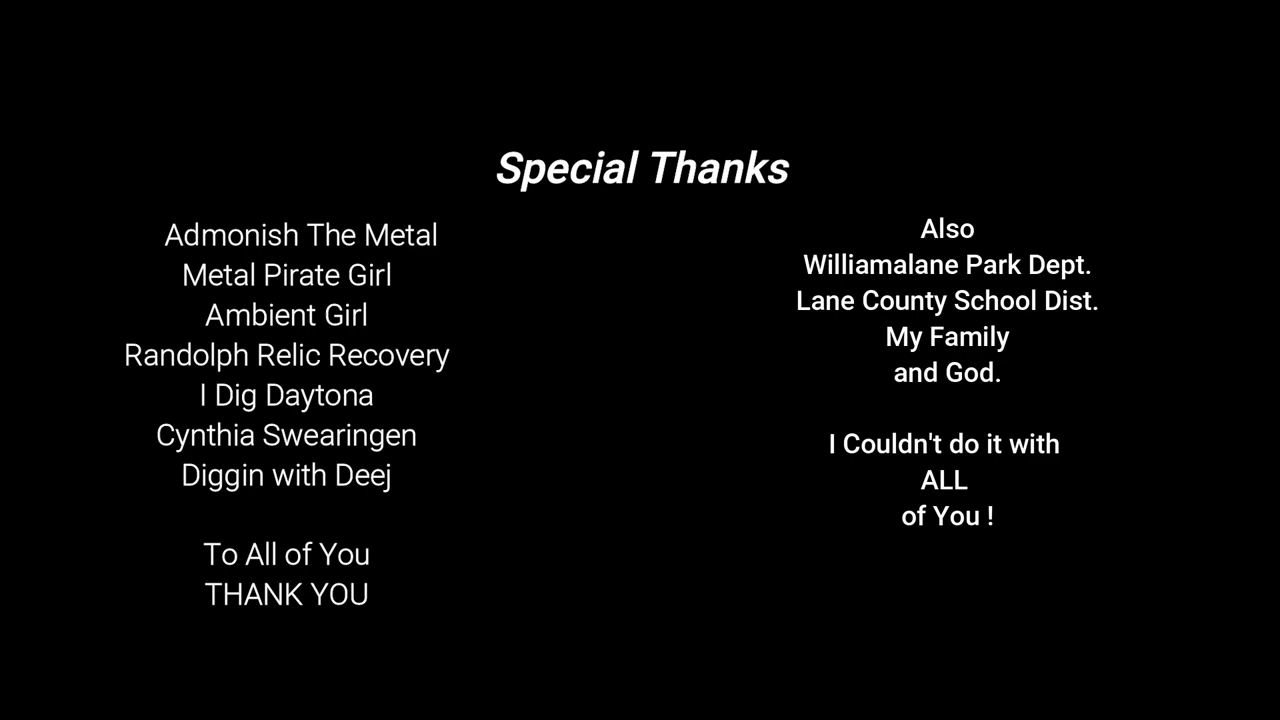 Special Thanks
Admonish The Metal
Metal Pirate Girl
Ambient Girl
Randolph Relic Recovery
I Dig Daytona
Cynthia Swearingen
Diggin with Deej
To All of You
THANK YOU
Also
Williamalane Park Dept.
Lane County School Dist.
My Family
and God.
I Couldn't do it with
ALL
of You !